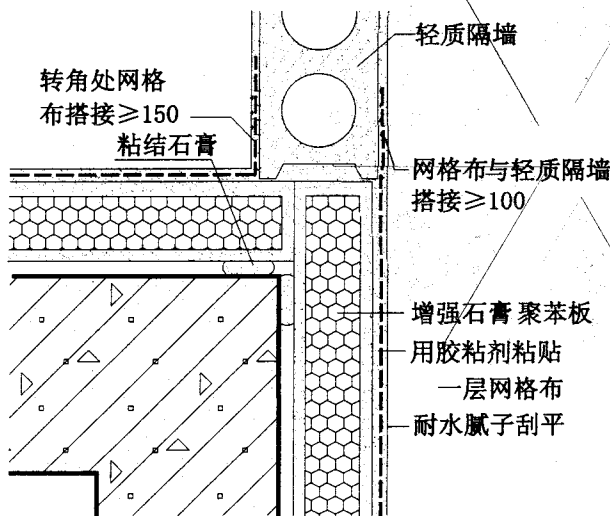 轻质隔墙
转角处网格
布搭接≥150
粘结石膏
网格布与轻质隔墙
搭接≥100
增强石膏 聚苯板
用胶粘剂粘贴
一层网格布
耐水腻子刮平